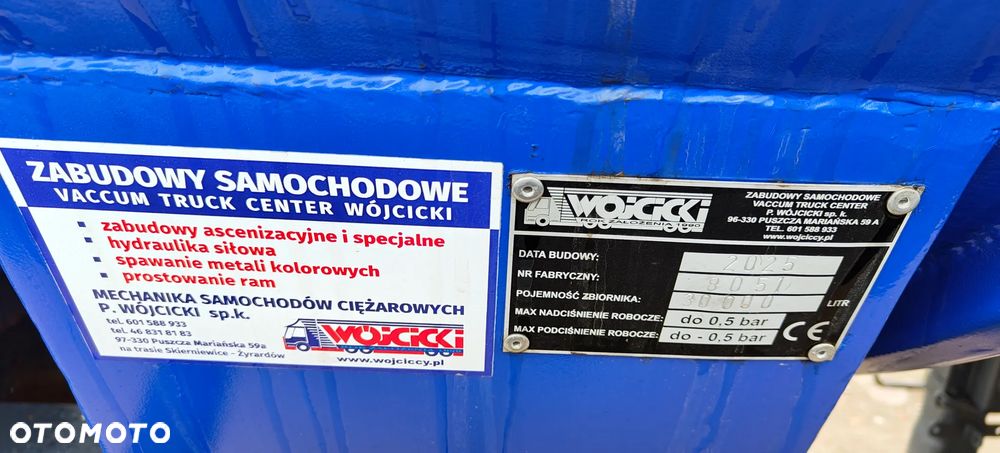 ZABUDOWY SAMOCHODOWE
VACCUM TRUCK CENTER WÓJCICKI
zabudowy ascenizacyjne i specjalne
hydraulika siłowa
spawanie metali kolorowych
prostowanie ram
MECHANIKA SAMOCHODÓW CIĘŻAROWYCH
P. WÓJCICKI sp.k.
tel. 601 588 933
tel. 46 831 81 83
97-330 Puszcza Mariańska 59a
na trasie Skierniewice - Żyrardów
WÓJCICKI
www.wojciccy.pl
WÓJCICKI
ROK ZAŁOŻENIA 1990
ZABUDOWY SAMOCHODOWE
VACCUM TRUCK CENTER
P. WÓJCICKI sp. k.
96-330 PUSZCZA MARIAŃSKA 59 A
TEL. 601 588 933
www.wojciccy.pl
DATA BUDOWY: 2025
NR FABRYCZNY: 8051
POJEMNOŚĆ ZBIORNIKA: 30 000 LITR
MAX NADCIŚNIENIE ROBOCZE: do 0,5 bar
MAX PODCIŚNIENIE ROBOCZE: do - 0,5 bar
CE
OTOMOTO